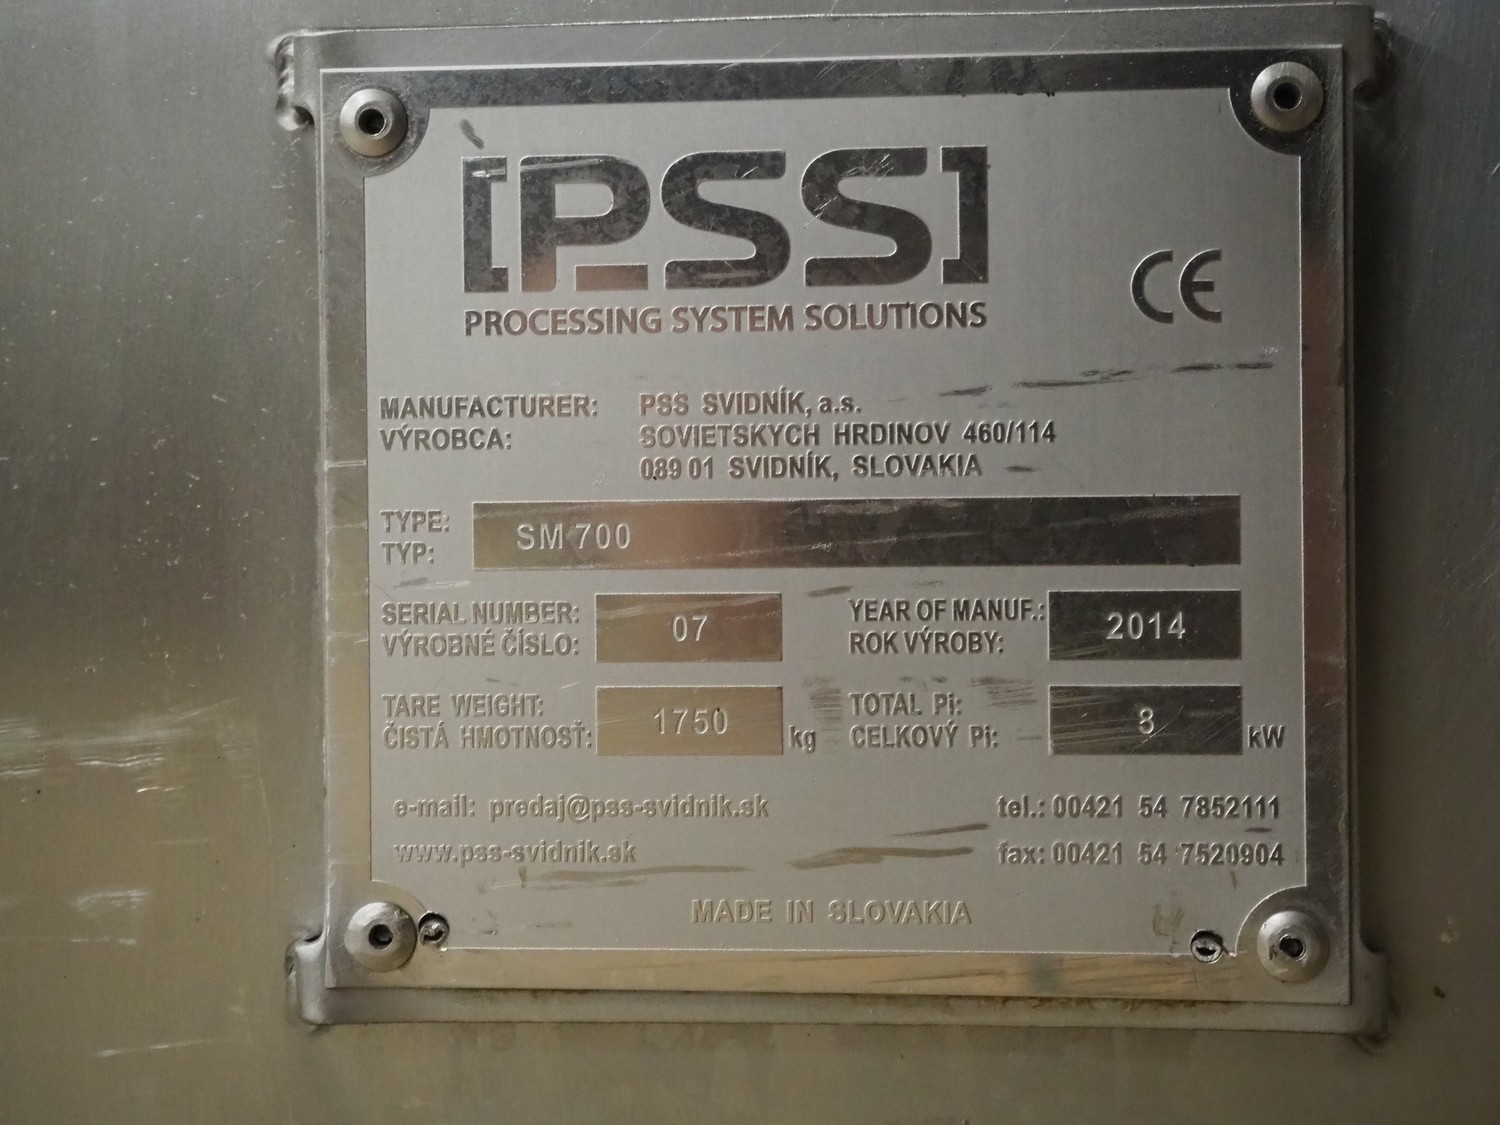 [PSS]
PROCESSING SYSTEM SOLUTIONS
CE
MANUFACTURER: PSS SVIDNÍK, a.s.
VÝROBCA: SOVIETSKYCH HRDINOV 460/114
089 01 SVIDNÍK, SLOVAKIA
TYPE: SM 700
TYP:
SERIAL NUMBER: 07
VÝROBNÉ ČÍSLO:
YEAR OF MANUF.: 2014
ROK VÝROBY:
TARE WEIGHT: 1750 kg
ČISTÁ HMOTNOSŤ:
TOTAL Pi: 8 kW
CELKOVÝ Pi:
e-mail: predaj@pss-svidnik.sk
tel.: 00421 54 7852111
www.pss-svidnik.sk
fax: 00421 54 7520904
MADE IN SLOVAKIA